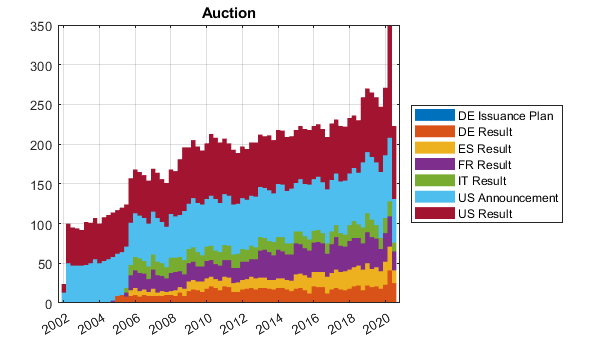 Auction
350
300
250
200
150
100
50
0
2002 2004 2006 2008 2010 2012 2014 2016 2018 2020
DE Issuance Plan
DE Result
ES Result
FR Result
IT Result
US Announcement
US Result